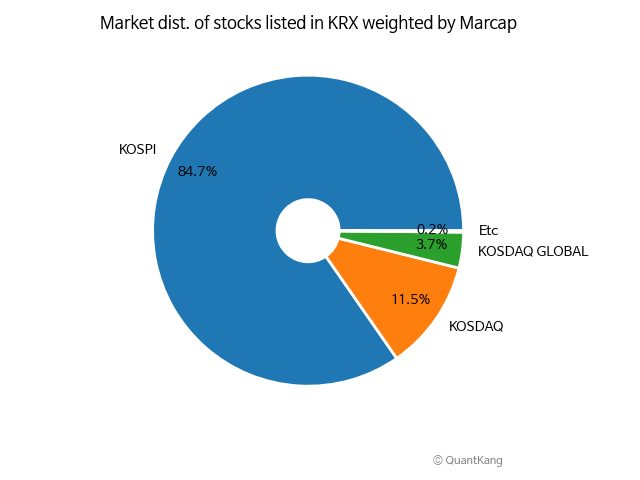 Market dist. of stocks listed in KRX weighted by Marcap
KOSPI
84.7%
0.2%
Etc
3.7%
KOSDAQ GLOBAL
11.5%
KOSDAQ
© QuantKang